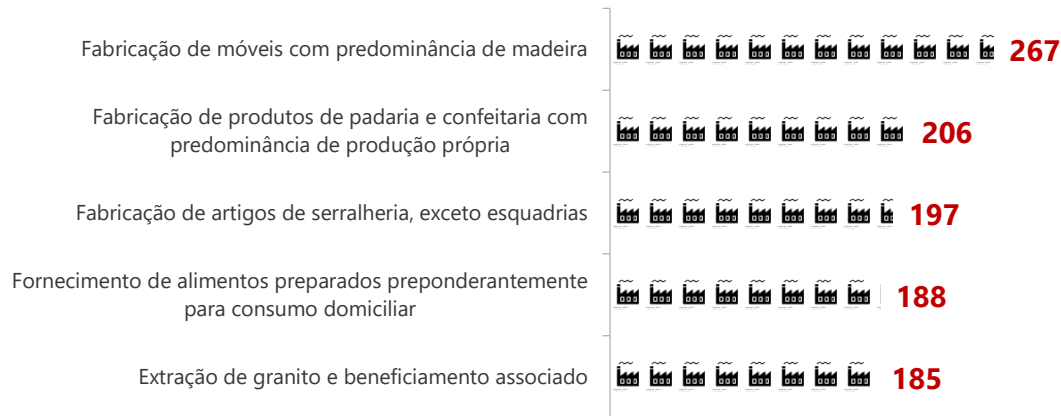 Fabricação de móveis com predominância de madeira
267
Fabricação de produtos de padaria e confeitaria com
predominância de produção própria
206
Fabricação de artigos de serralheria, exceto esquadrias
197
Fornecimento de alimentos preparados preponderantemente
para consumo domiciliar
188
Extração de granito e beneficiamento associado
185